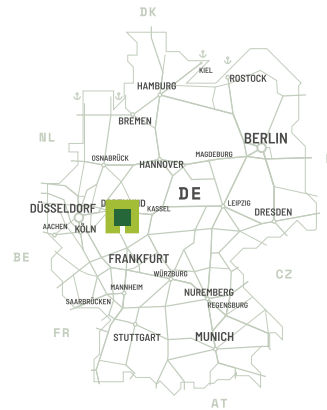 DK
KIEL
ROSTOCK
HAMBURG
BREMEN
NL
BERLIN
OSNABRÜCK
HANNOVER
MAGDEBURG
DE
DÜSSELDORF
KASSEL
LEIPZIG
DRESDEN
AACHEN
KÖLN
BE
FRANKFURT
CZ
WÜRZBURG
MANNHEIM
NUREMBERG
SAARBRÜCKEN
REGENSBURG
FR
STUTTGART
MUNICH
AT